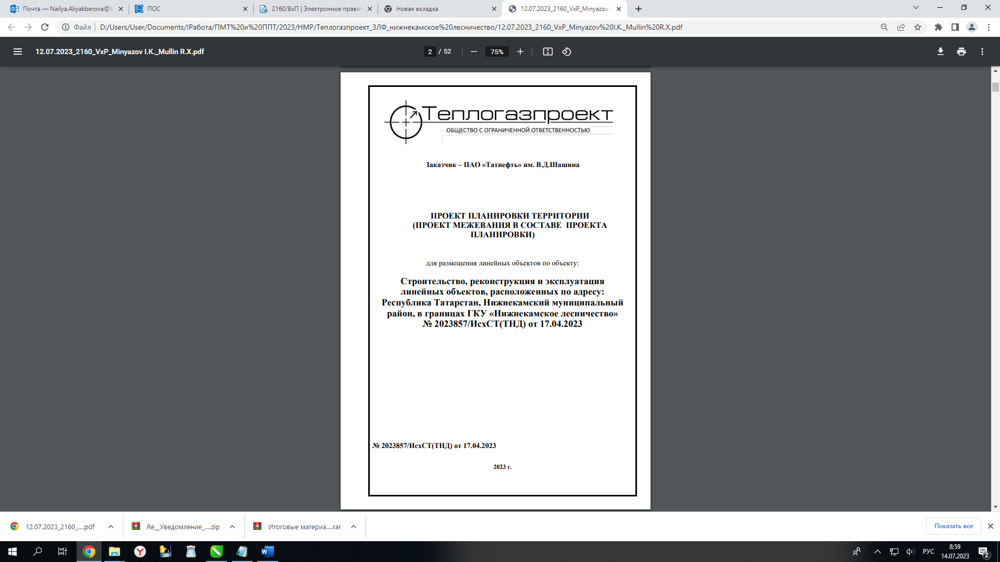 Почта — Nailya.Aliyakberova@ta
ПОС
2160/ВхП | Электронное правит
Новая вкладка
12.07.2023_2160_VxP_Minyazov I
Файл
D:/Users/User/Documents/!Работа/ПМТ%20и%20ППТ/2023/НМР/Теплогазпроект_ЗЛФ_нижнекамское%20лесничество/12.07.2023_2160_VxP_Minyazov%20I.K._Mullin%20R.X.pdf
12.07.2023_2160_VxP_Minyazov I.K._Mullin R.X.pdf
2 / 52
75%
Теплогазпроект
ОБЩЕСТВО С ОГРАНИЧЕННОЙ ОТВЕТСТВЕННОСТЬЮ
Заказчик – ПАО «Татнефть» им. В.Д.Шашина
ПРОЕКТ ПЛАНИРОВКИ ТЕРРИТОРИИ
(ПРОЕКТ МЕЖЕВАНИЯ В СОСТАВЕ ПРОЕКТА
ПЛАНИРОВКИ)
для размещения линейных объектов по объекту:
Строительство, реконструкция и эксплуатация
линейных объектов, расположенных по адресу:
Республика Татарстан, Нижнекамский муниципальный
район, в границах ГКУ «Нижнекамское лесничество»
№ 2023857/ИсхСТ(ТНД) от 17.04.2023
№ 2023857/ИсхСТ(ТНД) от 17.04.2023
2023 г.
12.07.2023_2160_....pdf
Re__Уведомление_....zip
Итоговые материа....rar
Показать все
РУС
8:59
14.07.2023
2